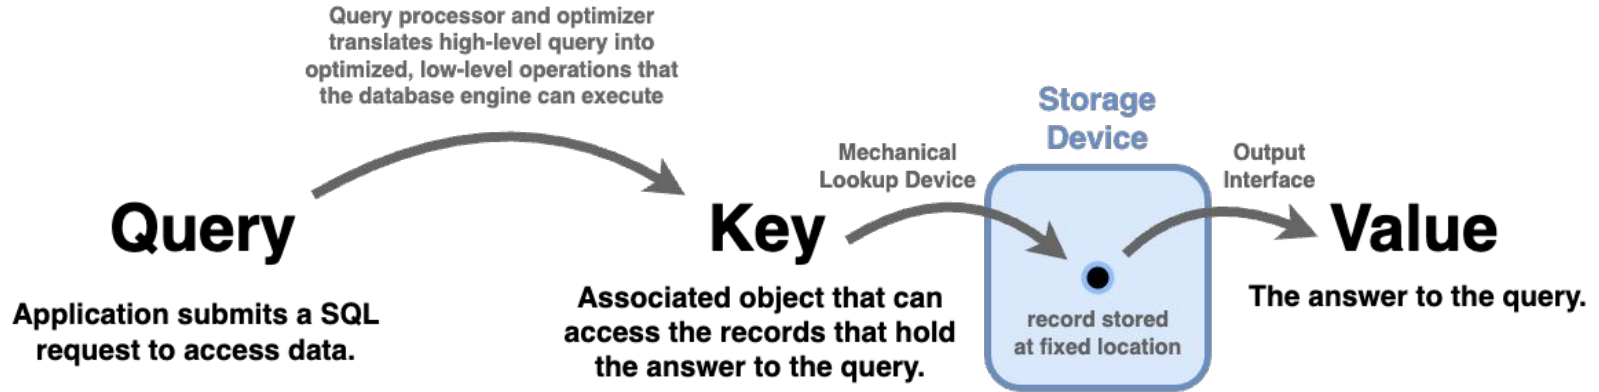 Query processor and optimizer
translates high-level query into
optimized, low-level operations that
the database engine can execute
Query
Application submits a SQL
request to access data.
Key
Associated object that can
access the records that hold
the answer to the query.
Mechanical
Lookup Device
Storage
Device
record stored
at fixed location
Output
Interface
Value
The answer to the query.